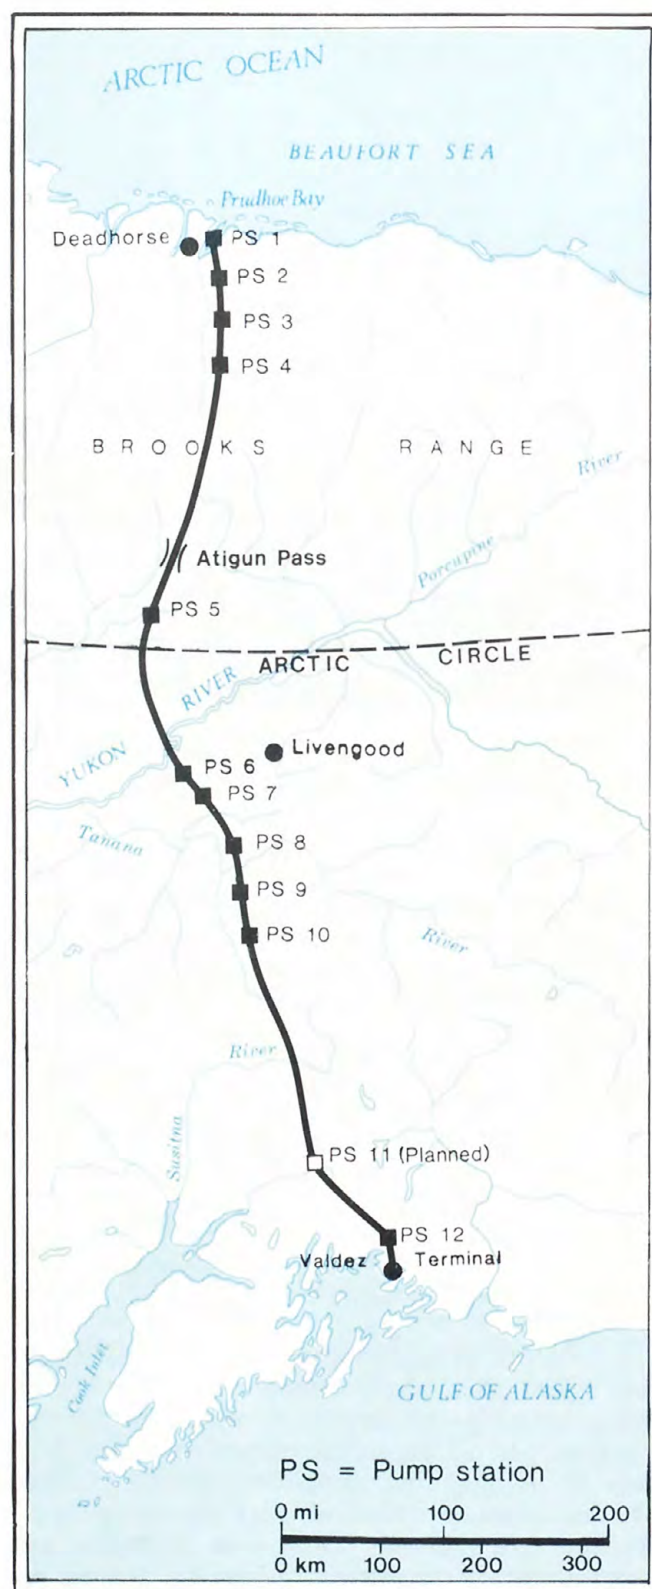 ARCTIC OCEAN
BEAUFORT SEA
Prudhoe Bay
Deadhorse
PS 1
PS 2
PS 3
PS 4
BROOKS RANGE
River
Porcupine
Atigun Pass
PS 5
ARCTIC CIRCLE
RIVER
YUKON
Livengood
PS 6
PS 7
Tanana
PS 8
PS 9
PS 10
River
River
Susitna
PS 11 (Planned)
PS 12
Valdez Terminal
Cook Inlet
GULF OF ALASKA
PS = Pump station
0 mi 100 200
0 km 100 200 300